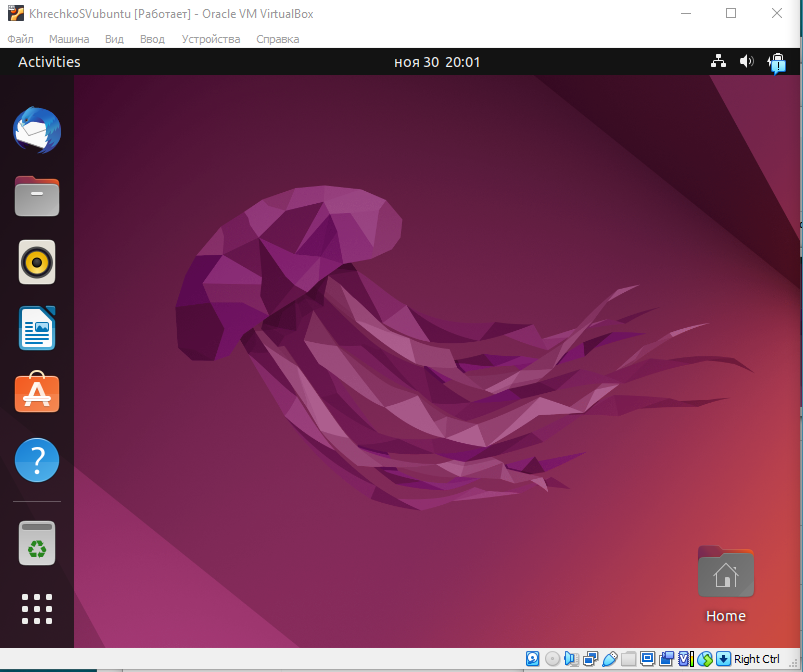 KhrechkoSVubuntu [Работает] - Oracle VM VirtualBox
Файл Машина Вид Ввод Устройства Справка
Activities ноя 30 20:01
Home
Right Ctrl